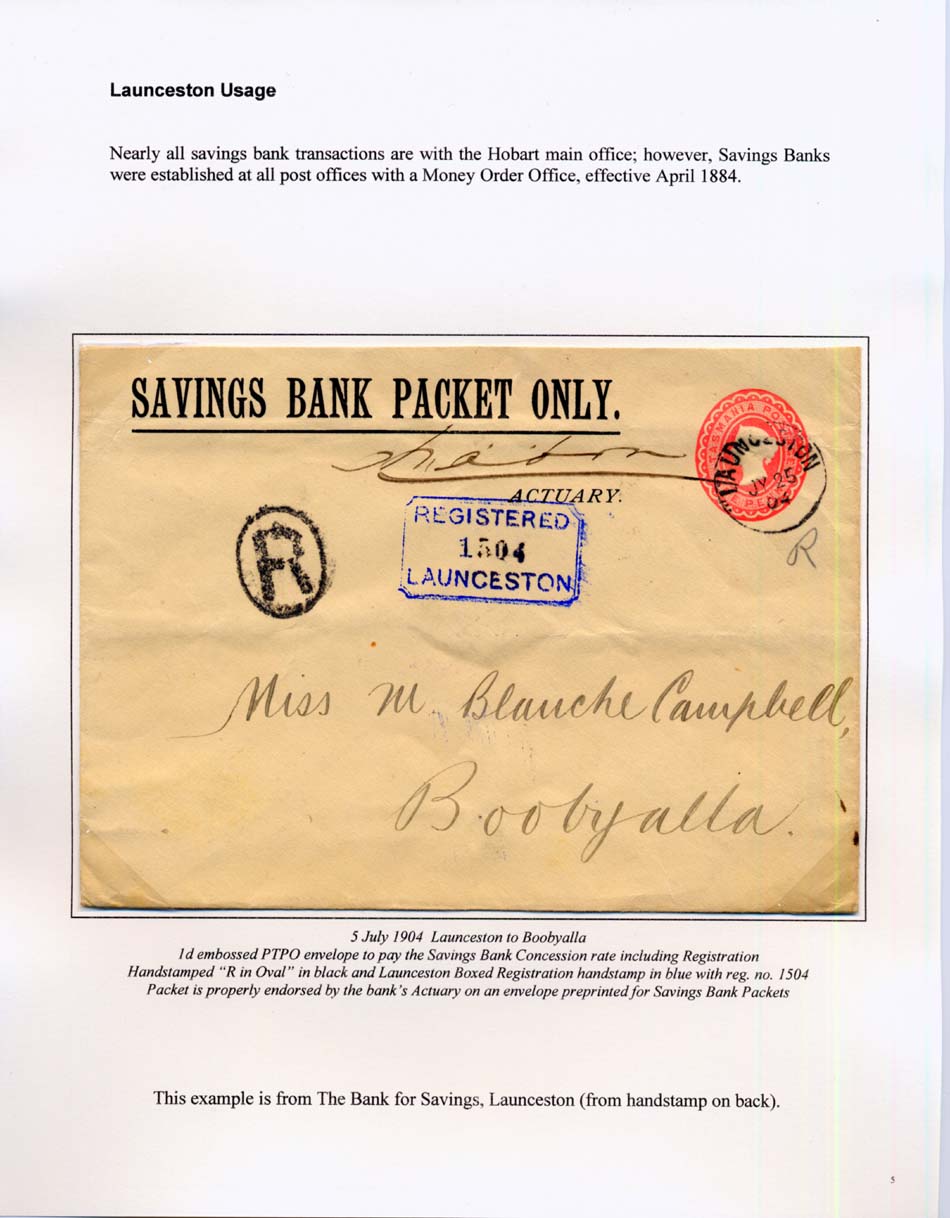 Launceston Usage
Nearly all savings bank transactions are with the Hobart main office; however, Savings Banks
were established at all post offices with a Money Order Office, effective April 1884.
SAVINGS BANK PACKET ONLY.
ACTUARY.
TASMANIA
LAUNCESTON
JY 25
04
R
R
REGISTERED
1504
LAUNCESTON
Miss M. Blanche Campbell,
Boobyalla.
5 July 1904 Launceston to Boobyalla
1d embossed PTPO envelope to pay the Savings Bank Concession rate including Registration
Handstamped “R in Oval” in black and Launceston Boxed Registration handstamp in blue with reg. no. 1504
Packet is properly endorsed by the bank's Actuary on an envelope preprinted for Savings Bank Packets
This example is from The Bank for Savings, Launceston (from handstamp on back).
5